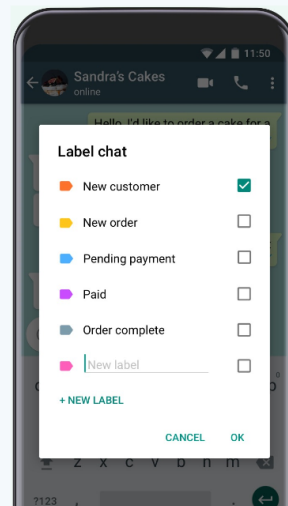 11:50
Sandra's Cakes
online
Hello, I'd like to order a cake for a
Label chat
New customer
New order
Pending payment
Paid
Order complete
New label
+ NEW LABEL
CANCEL
OK
z x c v b n m
?123 , .